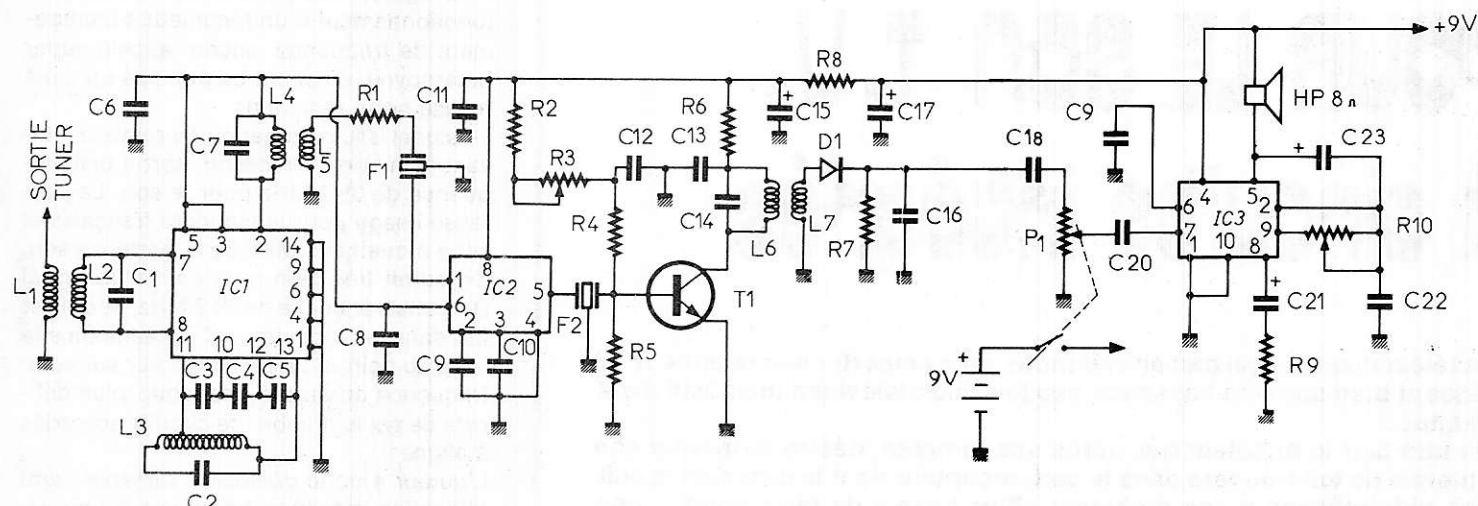 +9V
R8
L4
R1
C11
R2
R6
C15
C17
C9
HP 8Ω
C6
C7
L5
C12
C13
D1
C18
C23
SORTIE TUNER
F1
R3
5 3 2 14
9
6
4
1
R4
C14
L6
L7
R7
C16
P1
C20
4 5
6 2
7 IC3 9
1 10 8
R10
L1
L2
C1
7
IC1
8
11 10 12 13
8
1 IC2
6 5
2 3 4
F2
T1
C8
C9
C10
R5
C3
C4
C5
C21
C22
L3
C2
+
9V
R9